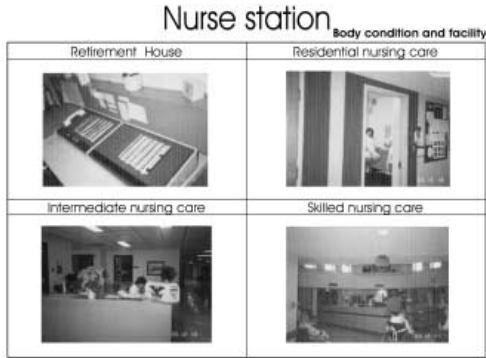 Nurse station
Body condition and facility
Retirement House
Residential nursing care
Intermediate nursing care
Skilled nursing care